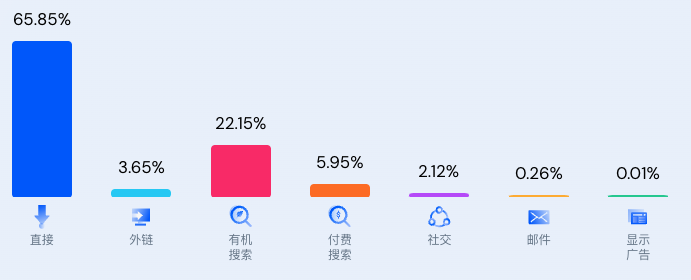 65.85%
3.65%
22.15%
5.95%
2.12%
0.26%
0.01%
直接
外链
有机
搜索
付费
搜索
社交
邮件
显示
广告